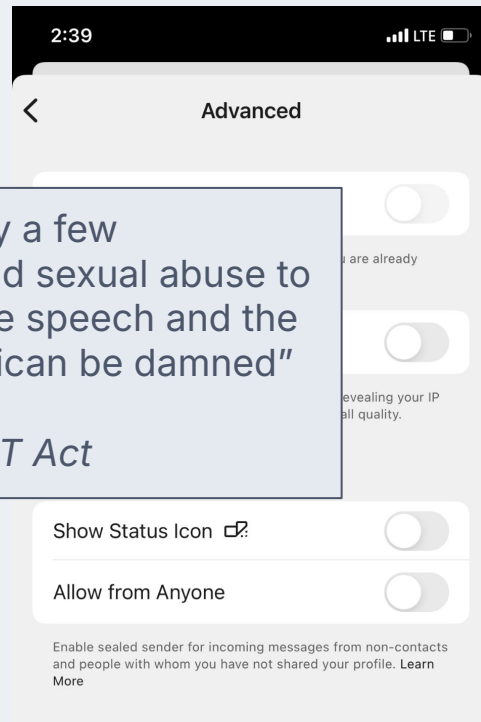 2:39
LTE
Advanced
y a few
are already
d sexual abuse to
e speech and the
ican be damned”
evealing your IP
all quality.
T Act
Show Status Icon
Allow from Anyone
Enable sealed sender for incoming messages from non-contacts
and people with whom you have not shared your profile. Learn
More